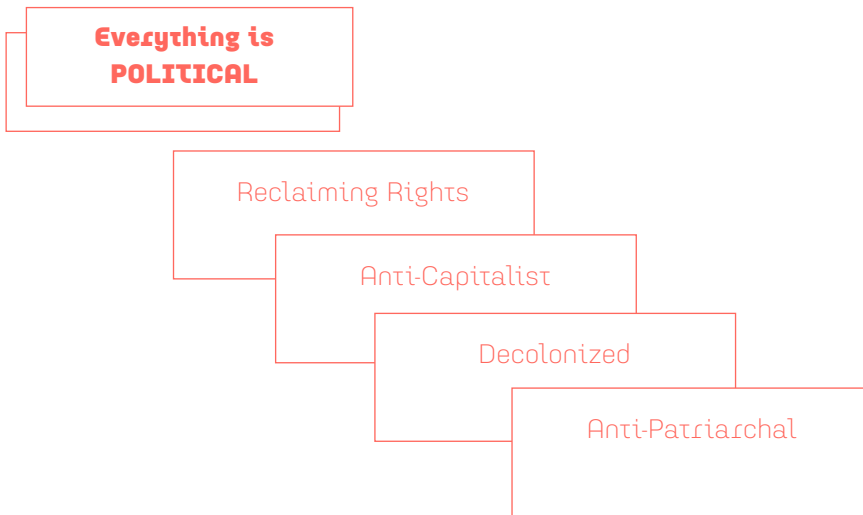 Everything is
POLITICAL
Reclaiming Rights
Anti-Capitalist
Decolonized
Anti-Patriarchal